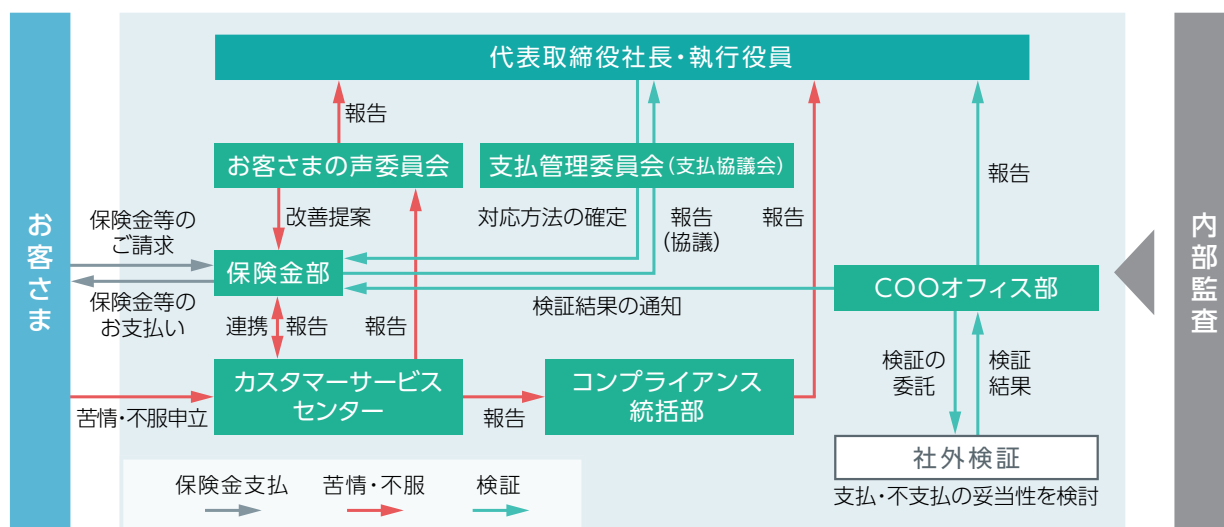 代表取締役社長・執行役員
報告
お客さまの声委員会
支払管理委員会(支払協議会)
報告
お客さま
保険金等の
ご請求
改善提案
対応方法の確定
報告
(協議)
報告
内部監査
保険金部
COOオフィス部
保険金等の
お支払い
連携
報告
報告
検証結果の通知
カスタマーサービス
センター
コンプライアンス
統括部
検証の
委託
検証
結果
苦情・不服申立
報告
社外検証
支払・不支払の妥当性を検討
保険金支払
苦情・不服
検証